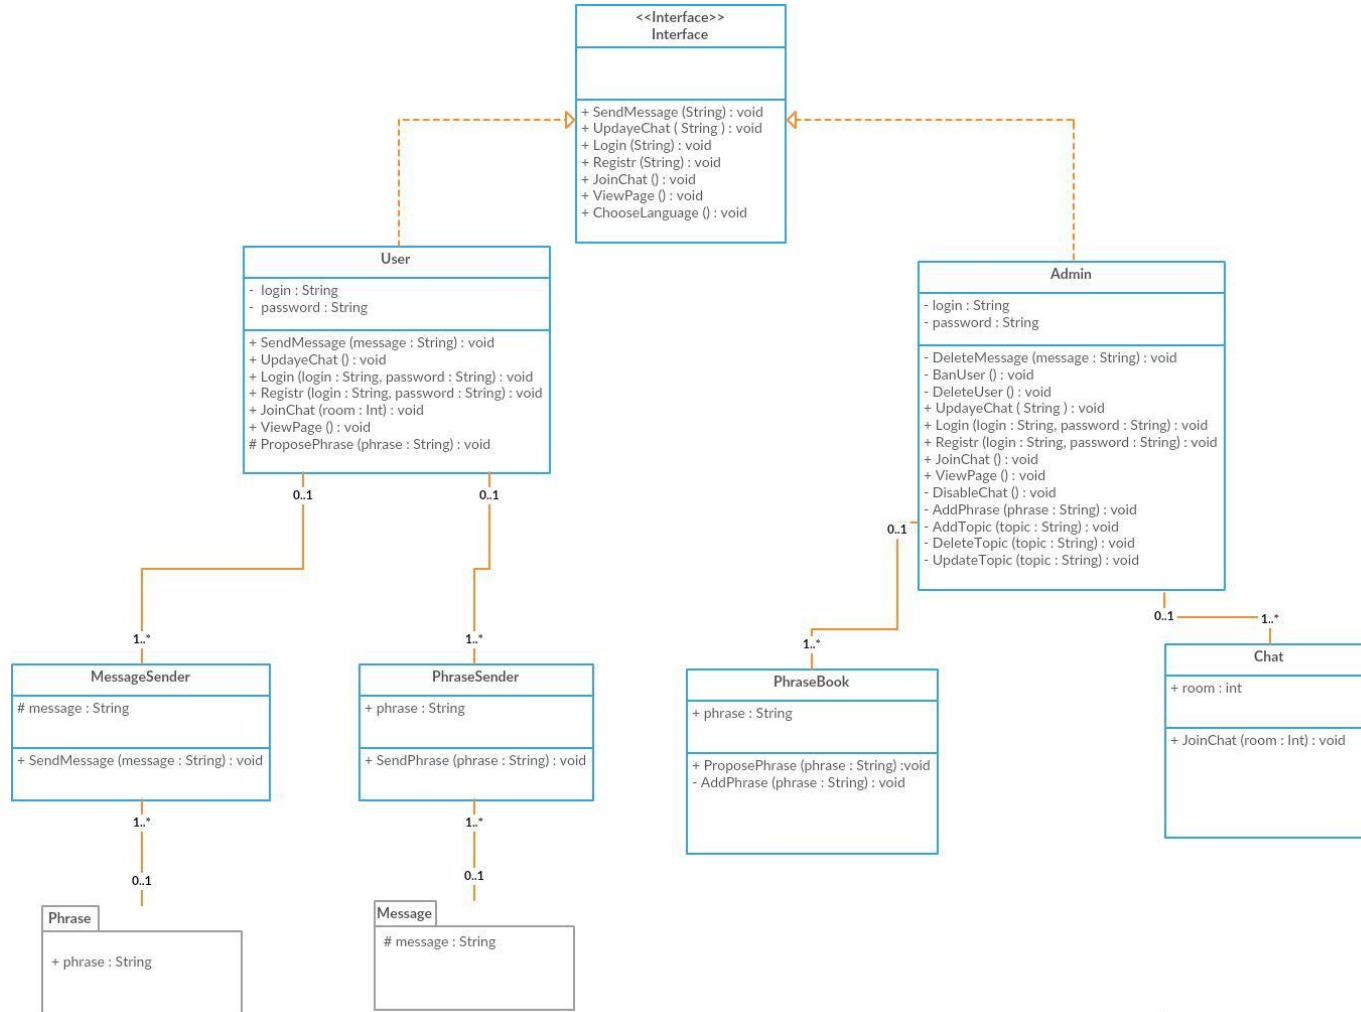 <<Interface>>
Interface
+ SendMessage (String) : void
+ UpdayeChat ( String ) : void
+ Login (String) : void
+ Registr (String) : void
+ JoinChat () : void
+ ViewPage () : void
+ ChooseLanguage () : void
User
- login : String
- password : String
+ SendMessage (message : String) : void
+ UpdayeChat () : void
+ Login (login : String, password : String) : void
+ Registr (login : String, password : String) : void
+ JoinChat (room : Int) : void
+ ViewPage () : void
# ProposePhrase (phrase : String) : void
Admin
- login : String
- password : String
- DeleteMessage (message : String) : void
- BanUser () : void
- DeleteUser () : void
+ UpdayeChat ( String ) : void
+ Login (login : String, password : String) : void
+ Registr (login : String, password : String) : void
+ JoinChat () : void
+ ViewPage () : void
- DisableChat () : void
- AddPhrase (phrase : String) : void
- AddTopic (topic : String) : void
- DeleteTopic (topic : String) : void
- UpdateTopic (topic : String) : void
0..1
0..1
0..1
0..1
1..*
1..*
1..*
1..*
MessageSender
# message : String
+ SendMessage (message : String) : void
PhraseSender
+ phrase : String
+ SendPhrase (phrase : String) : void
PhraseBook
+ phrase : String
+ ProposePhrase (phrase : String) :void
- AddPhrase (phrase : String) : void
Chat
+ room : int
+ JoinChat (room : Int) : void
1..*
1..*
0..1
0..1
Phrase
+ phrase : String
Message
# message : String